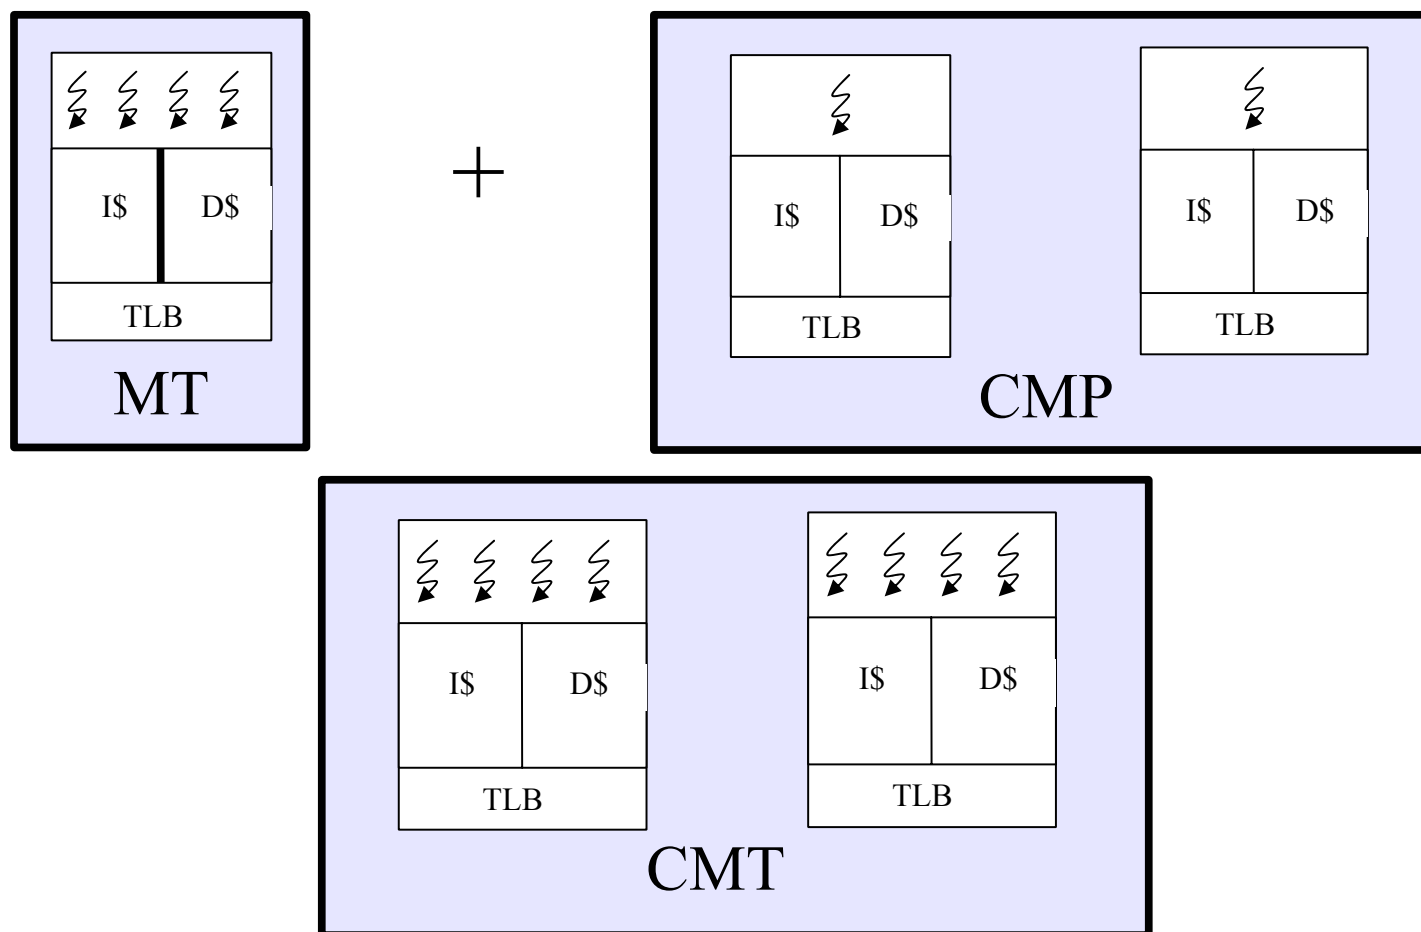 I$ D$
TLB
MT
+
I$ D$
TLB
I$ D$
TLB
CMP
I$ D$
TLB
I$ D$
TLB
CMT